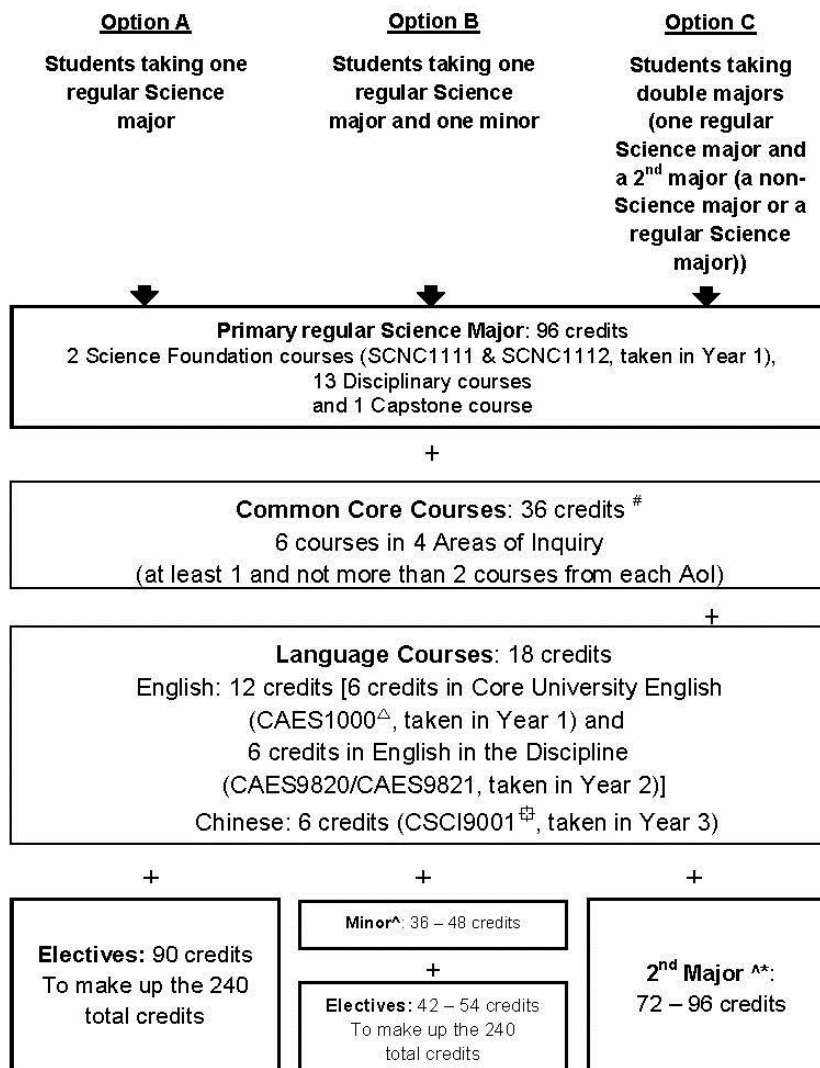 Option A
Students taking one
regular Science
major
Option B
Students taking one
regular Science
major and one minor
Option C
Students taking
double majors
(one regular
Science major and
a 2nd major (a non-
Science major or a
regular Science
major))
Primary regular Science Major: 96 credits
2 Science Foundation courses (SCNC1111 & SCNC1112, taken in Year 1),
13 Disciplinary courses
and 1 Capstone course
+
Common Core Courses: 36 credits #
6 courses in 4 Areas of Inquiry
(at least 1 and not more than 2 courses from each AoI)
+
Language Courses: 18 credits
English: 12 credits [6 credits in Core University English
(CAES1000△, taken in Year 1) and
6 credits in English in the Discipline
(CAES9820/CAES9821, taken in Year 2)]
Chinese: 6 credits (CSCI9001⌖, taken in Year 3)
+ + +
Electives: 90 credits
To make up the 240
total credits
Minor^: 36 – 48 credits
+
Electives: 42 – 54 credits
To make up the 240
total credits
2nd Major ^*:
72 – 96 credits